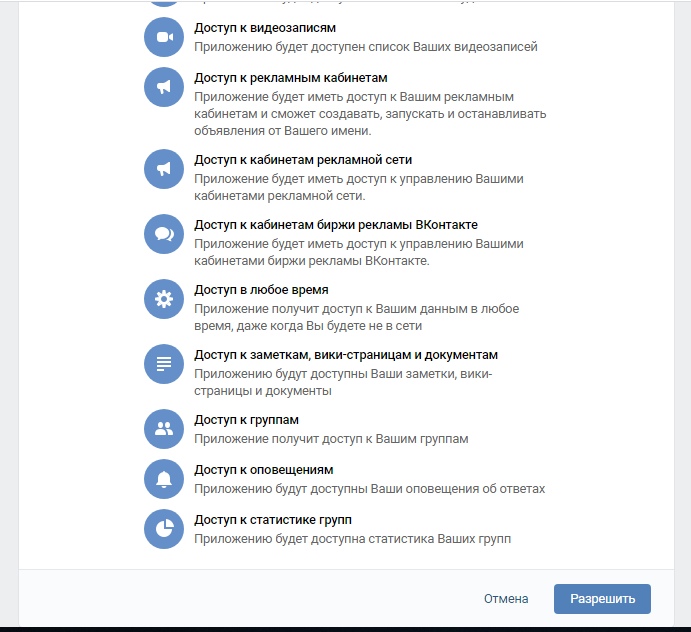 Доступ к видеозаписям
Приложению будет доступен список Ваших видеозаписей
Доступ к рекламным кабинетам
Приложение будет иметь доступ к Вашим рекламным
кабинетам и сможет создавать, запускать и останавливать
объявления от Вашего имени.
Доступ к кабинетам рекламной сети
Приложение будет иметь доступ к управлению Вашими
кабинетами рекламной сети.
Доступ к кабинетам биржи рекламы ВКонтакте
Приложение будет иметь доступ к управлению Вашими
кабинетами биржи рекламы ВКонтакте.
Доступ в любое время
Приложение получит доступ к Вашим данным в любое
время, даже когда Вы будете не в сети
Доступ к заметкам, вики-страницам и документам
Приложению будут доступны Ваши заметки, вики-
страницы и документы
Доступ к группам
Приложение получит доступ к Вашим группам
Доступ к оповещениям
Приложению будут доступны Ваши оповещения об ответах
Доступ к статистике групп
Приложению будет доступна статистика Ваших групп
Отмена
Разрешить